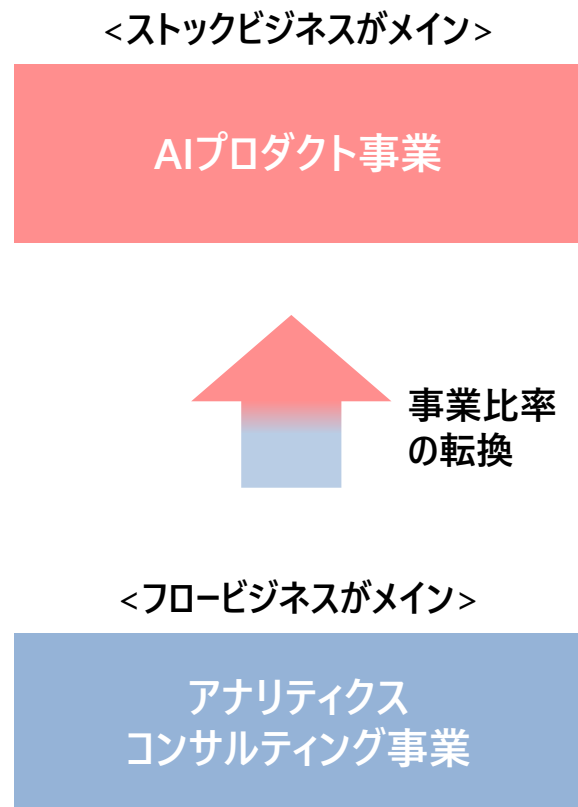 <ストックビジネスがメイン>
AIプロダクト事業
事業比率
の転換
<フロービジネスがメイン>
アナリティクス
コンサルティング事業